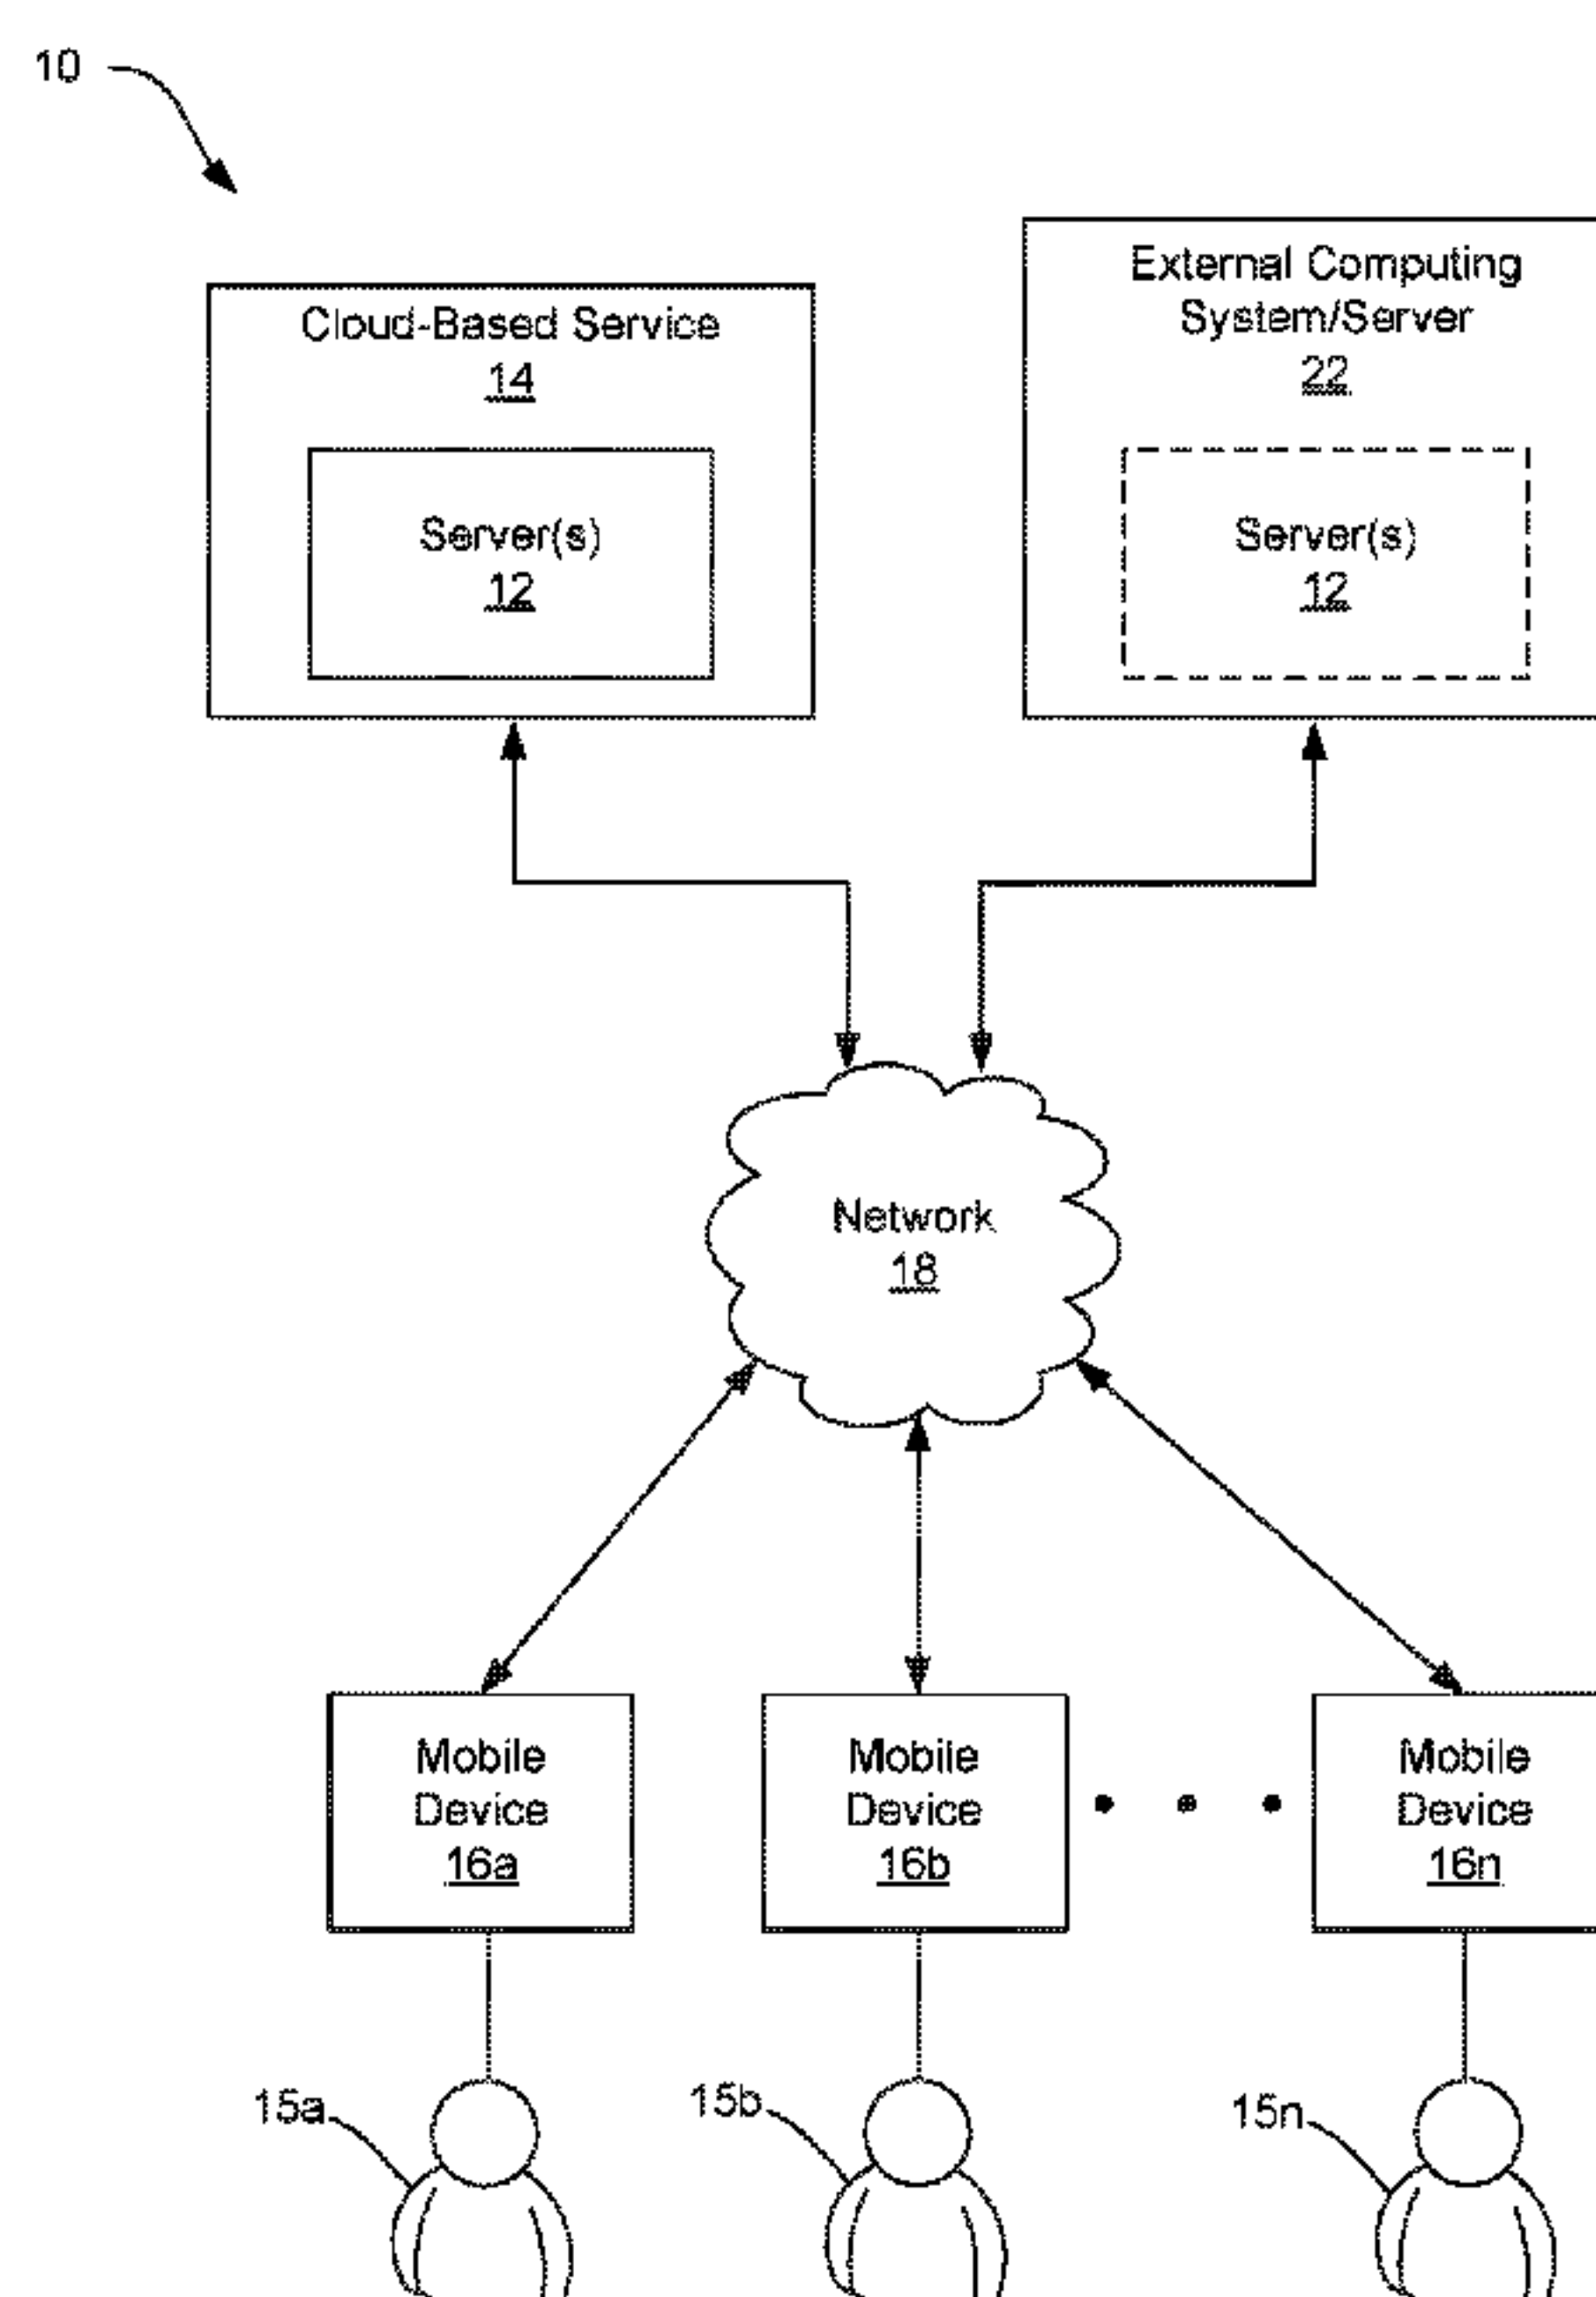 10
External Computing
System/Server
22
Cloud-Based Service
14
Server(s)
12
Server(s)
12
Network
18
Mobile
Device
16a
Mobile
Device
16b
Mobile
Device
16n
15a
15b
15n